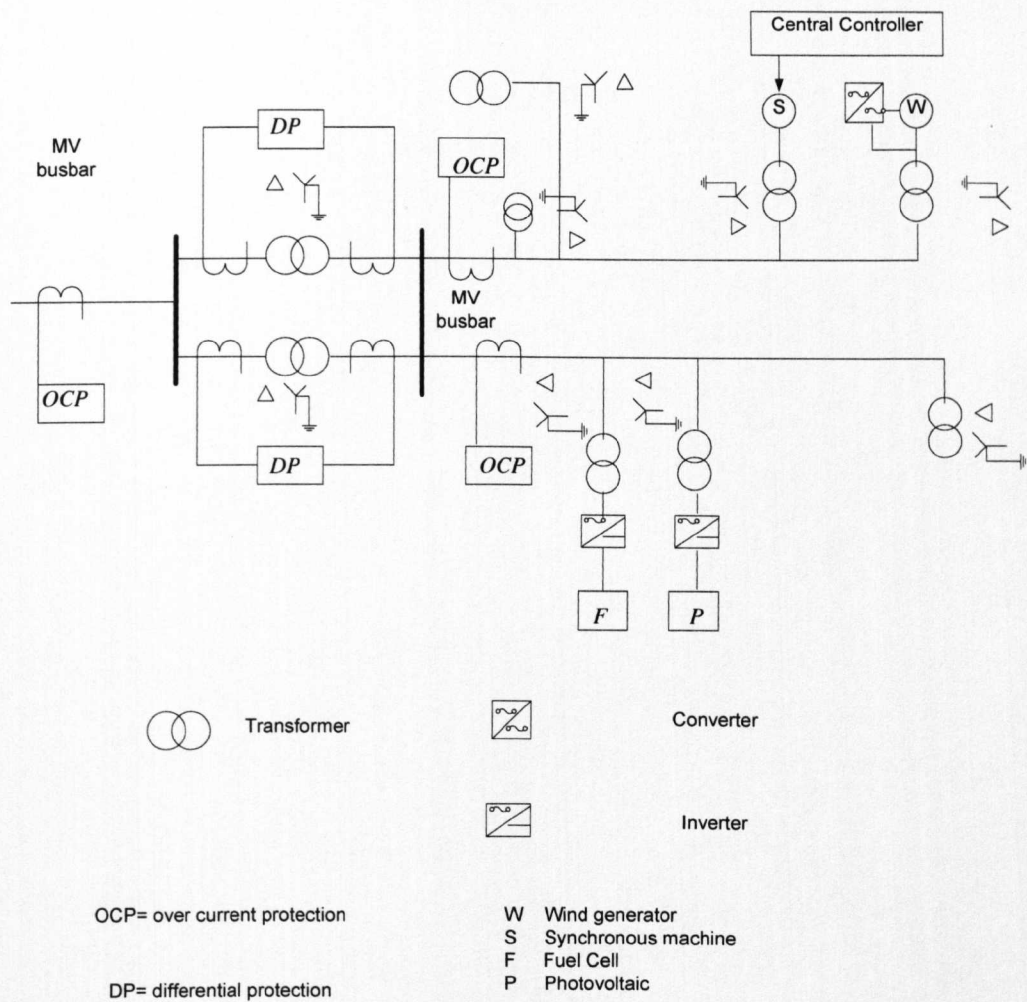 Central Controller
MV
busbar
DP
OCP
S
W
MV
busbar
OCP
DP
OCP
F
P
Transformer
Converter
Inverter
OCP= over current protection
DP= differential protection
W Wind generator
S Synchronous machine
F Fuel Cell
P Photovoltaic